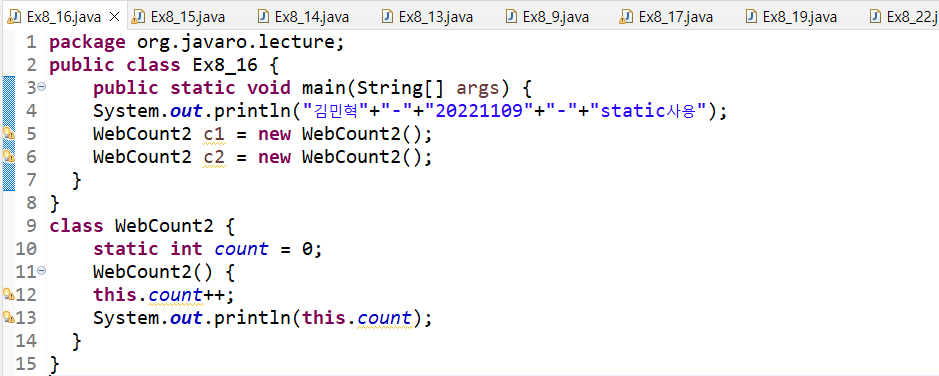 Ex8_16.java Ex8_15.java Ex8_14.java Ex8_13.java Ex8_9.java Ex8_17.java Ex8_19.java Ex8_22.j
1 package org.javaro.lecture;
2 public class Ex8_16 {
3 public static void main(String[] args) {
4 System.out.println("김민혁"+"-"+"20221109"+"-"+"static사용");
5 WebCount2 c1 = new WebCount2();
6 WebCount2 c2 = new WebCount2();
7 }
8 }
9 class WebCount2 {
10 static int count = 0;
11 WebCount2() {
12 this.count++;
13 System.out.println(this.count);
14 }
15 }